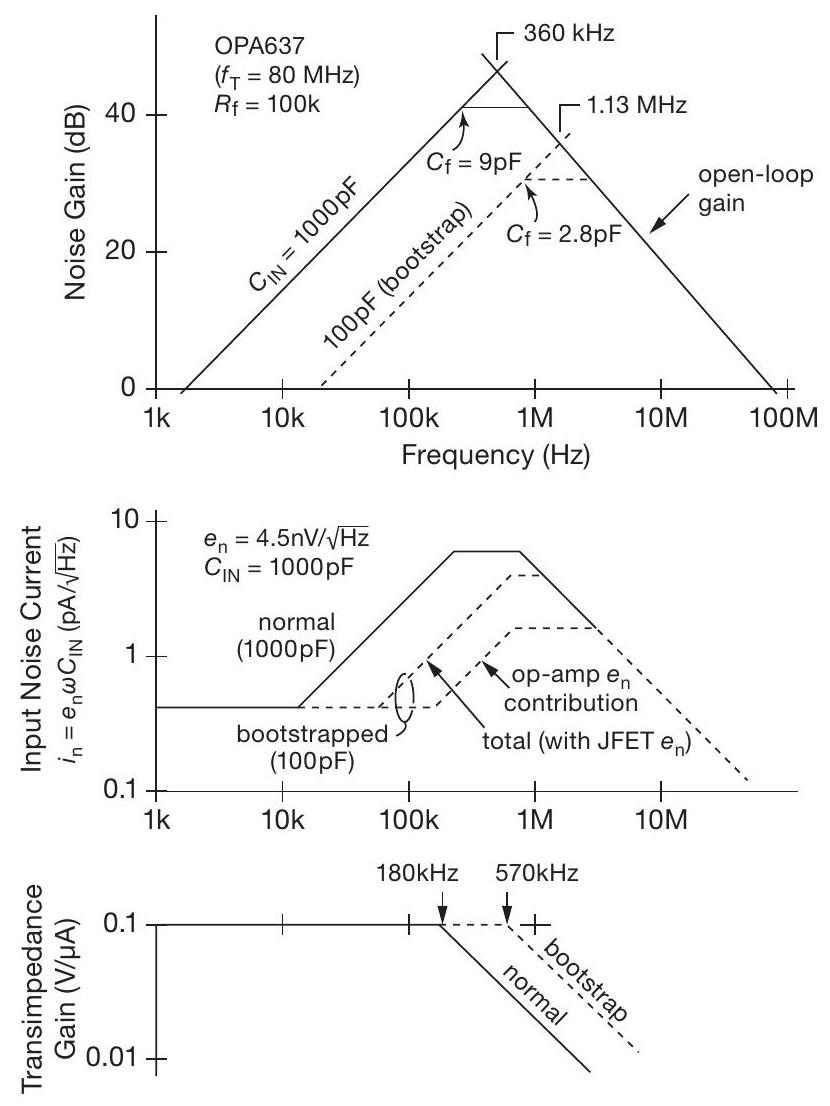 OPA637
(fT = 80 MHz)
Rf = 100k
360 kHz
1.13 MHz
Cf = 9pF
Cf = 2.8pF
open-loop
gain
CIN = 1000pF
100pF (bootstrap)
Noise Gain (dB)
40
20
0
1k 10k 100k 1M 10M 100M
Frequency (Hz)
Input Noise Current
in = enωCIN (pA/√Hz)
10
1
0.1
en = 4.5nV/√Hz
CIN = 1000pF
normal
(1000pF)
bootstrapped
(100pF)
op-amp en
contribution
total (with JFET en)
1k 10k 100k 1M 10M
180kHz 570kHz
Transimpedance
Gain (V/μA)
0.1
0.01
normal
bootstrap